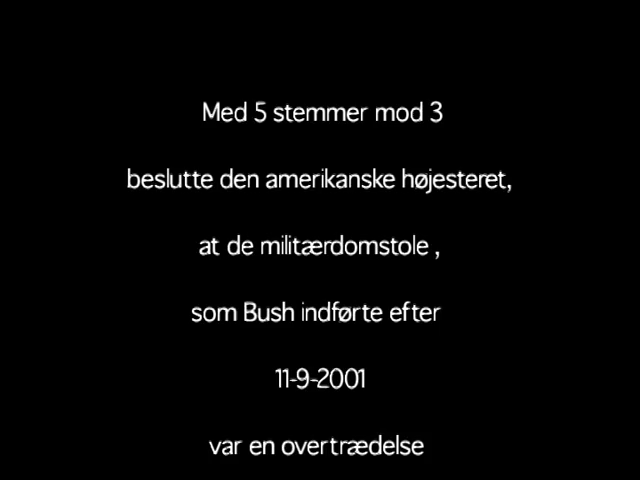 Med 5 stemmer mod 3
beslutte den amerikanske højesteret,
at de militærdomstole ,
som Bush indførte efter
11-9-2001
var en overtrædelse